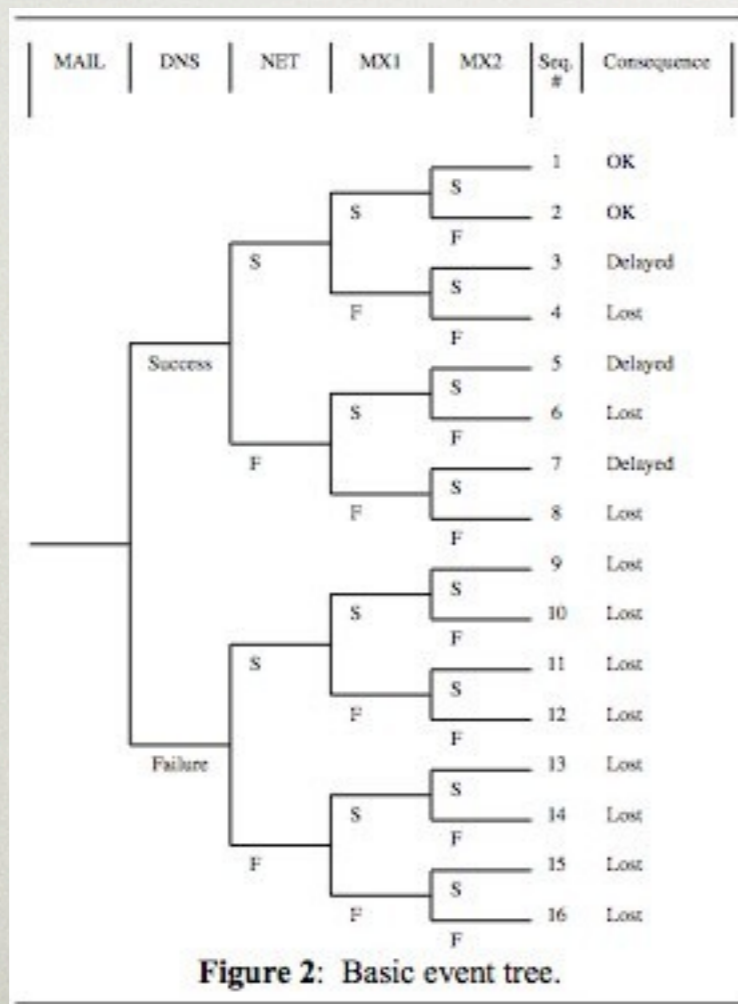 MAIL DNS NET MX1 MX2 Seq. # Consequence
1 OK
S
S
2 OK
F
S
3 Delayed
S
F
4 Lost
F
Success
5 Delayed
S
S
6 Lost
F
F
7 Delayed
S
F
8 Lost
F
9 Lost
S
S
10 Lost
F
S
11 Lost
S
F
12 Lost
F
Failure
13 Lost
S
S
14 Lost
F
F
15 Lost
S
F
16 Lost
F
Figure 2: Basic event tree.